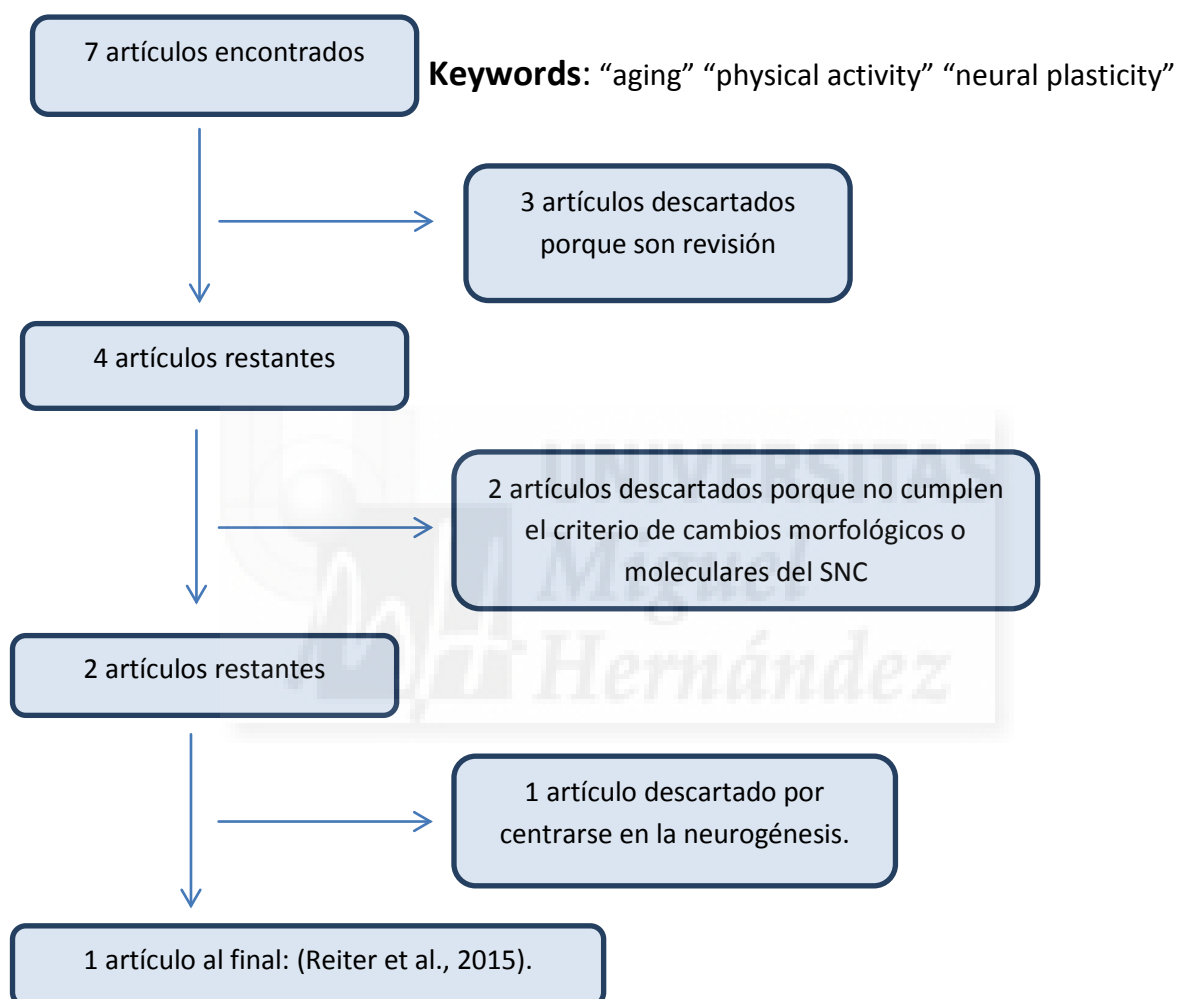 7 artículos encontrados
Keywords: “aging” “physical activity” “neural plasticity”
3 artículos descartados
porque son revisión
4 artículos restantes
UNIVERSITAS
Miguel
Hernández
2 artículos descartados porque no cumplen
el criterio de cambios morfológicos o
moleculares del SNC
2 artículos restantes
1 artículo descartado por
centrarse en la neurogénesis.
1 artículo al final: (Reiter et al., 2015).